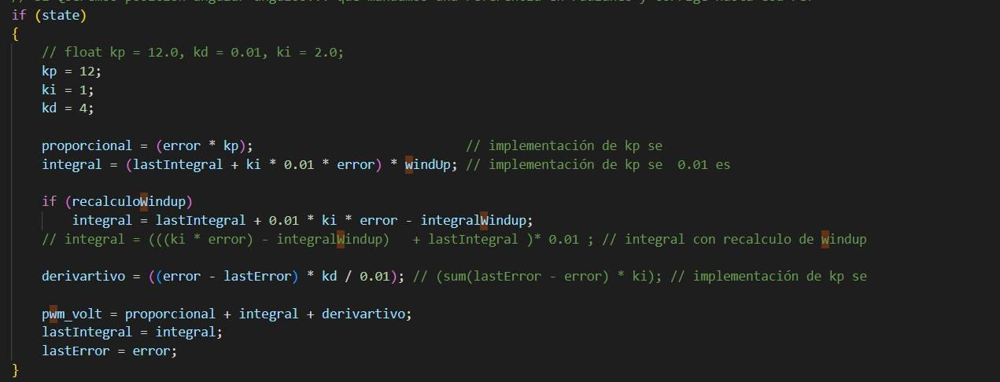 if (state)
{
// float kp = 12.0, kd = 0.01, ki = 2.0;
kp = 12;
ki = 1;
kd = 4;
proporcional = (error * kp); // implementación de kp se
integral = (lastIntegral + ki * 0.01 * error) * windUp; // implementación de kp se  0.01 es
if (recalculoWindup)
integral = lastIntegral + 0.01 * ki * error - integralWindup;
// integral = (((ki * error) - integralWindup)   + lastIntegral )* 0.01 ; // integral con recalculo de windup
derivartivo = ((error - lastError) * kd / 0.01); // (sum(lastError - error) * ki); // implementación de kp se
pwm_volt = proporcional + integral + derivartivo;
lastIntegral = integral;
lastError = error;
}